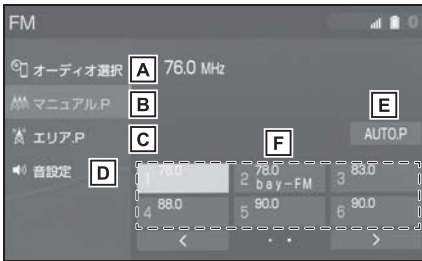 FM
0
オーディオ選択 A 76.0 MHz
マニュアル.P B
E
エリア.P C
F
AUTO.P
音設定 D
1 76.0
2 78.0 bay-FM
3 83.0
4 88.0
5 90.0
6 90.0
<
>